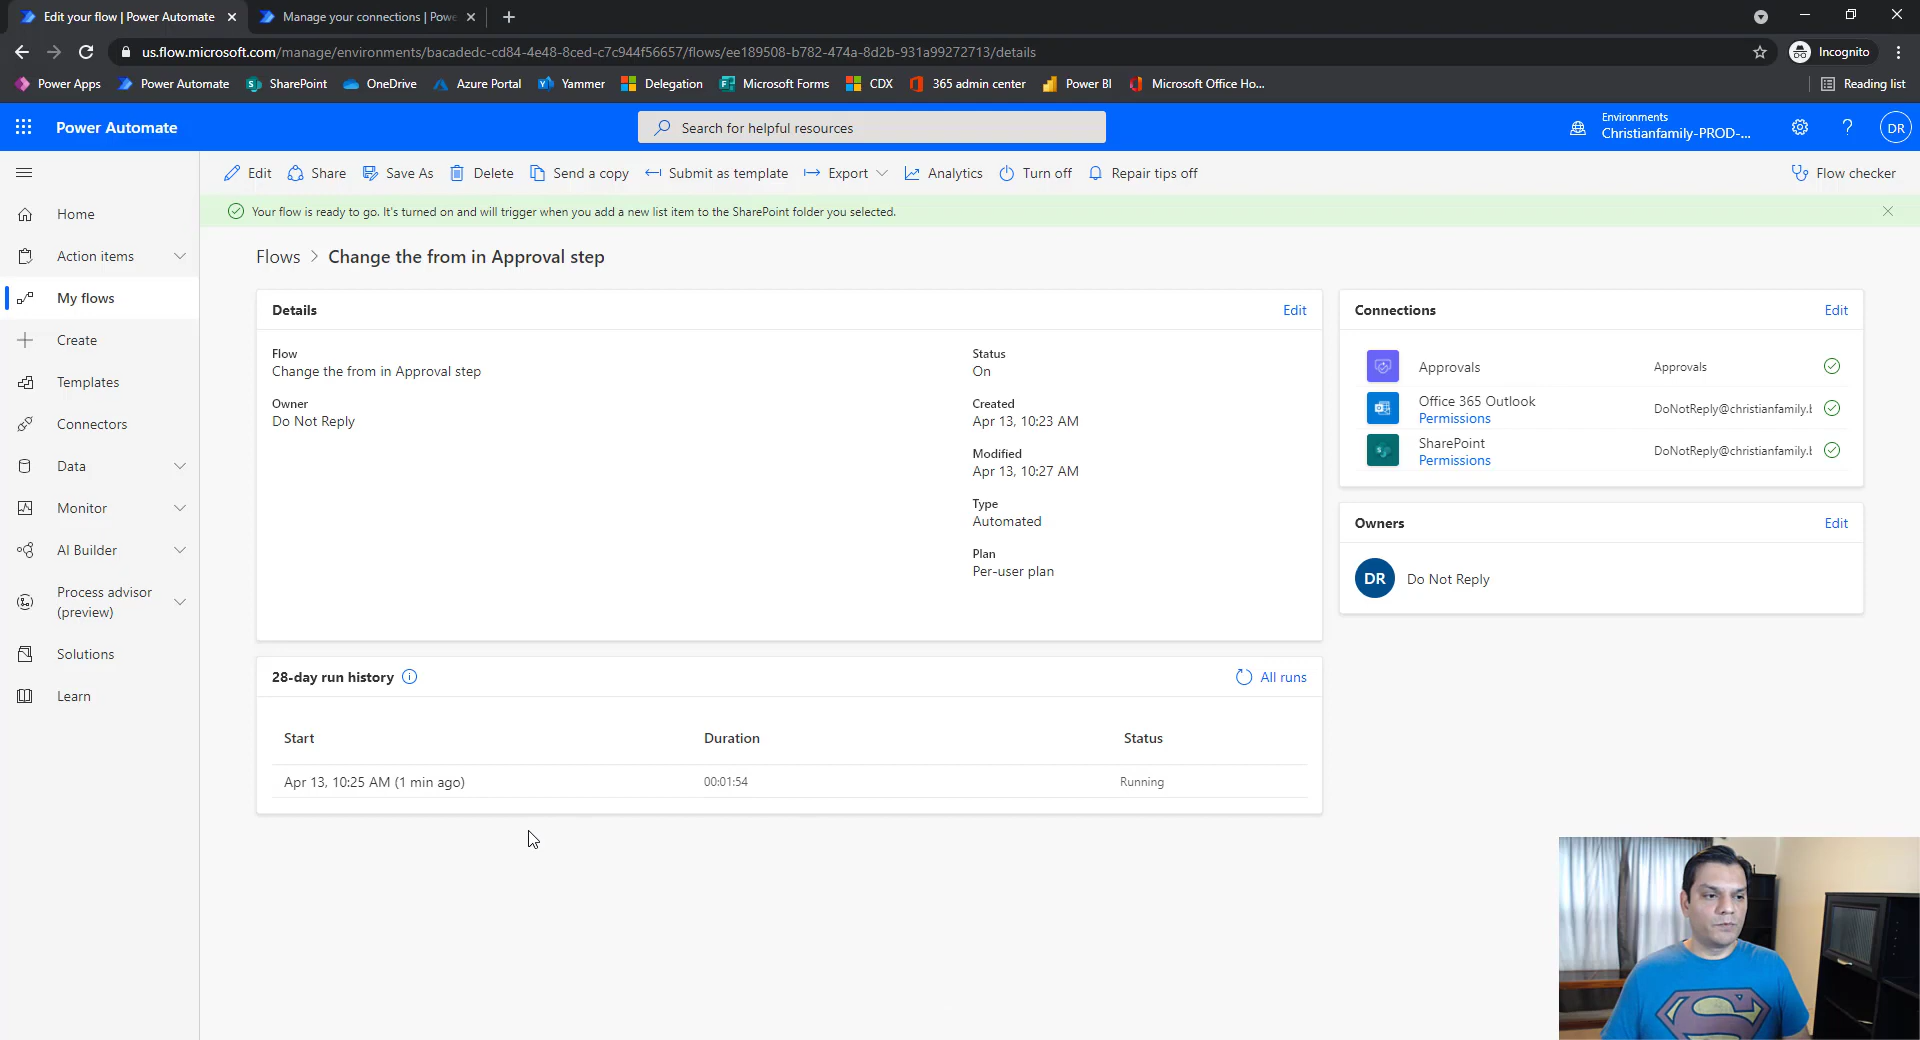 Edit your flow | Power Automate
Manage your connections | Powe
us.flow.microsoft.com/manage/environments/bacadedc-cd84-4e48-8ced-c7c944f56657/flows/ee189508-b782-474a-8d2b-931a99272713/details
Incognito
Power Apps
Power Automate
SharePoint
OneDrive
Azure Portal
Yammer
Delegation
Microsoft Forms
CDX
365 admin center
Power BI
Microsoft Office Ho...
Reading list
Power Automate
Search for helpful resources
Environments
Christianfamily-PROD-...
?
DR
Edit
Share
Save As
Delete
Send a copy
Submit as template
Export
Analytics
Turn off
Repair tips off
Flow checker
Your flow is ready to go. It's turned on and will trigger when you add a new list item to the SharePoint folder you selected.
Home
Action items
My flows
Create
Templates
Connectors
Data
Monitor
AI Builder
Process advisor
(preview)
Solutions
Learn
Flows > Change the from in Approval step
Details
Edit
Flow
Change the from in Approval step
Owner
Do Not Reply
Status
On
Created
Apr 13, 10:23 AM
Modified
Apr 13, 10:27 AM
Type
Automated
Plan
Per-user plan
Connections
Edit
Approvals
Approvals
Office 365 Outlook
Permissions
DoNotReply@christianfamily.b
SharePoint
Permissions
DoNotReply@christianfamily.b
Owners
Edit
DR
Do Not Reply
28-day run history
All runs
Start
Duration
Status
Apr 13, 10:25 AM (1 min ago)
00:01:54
Running